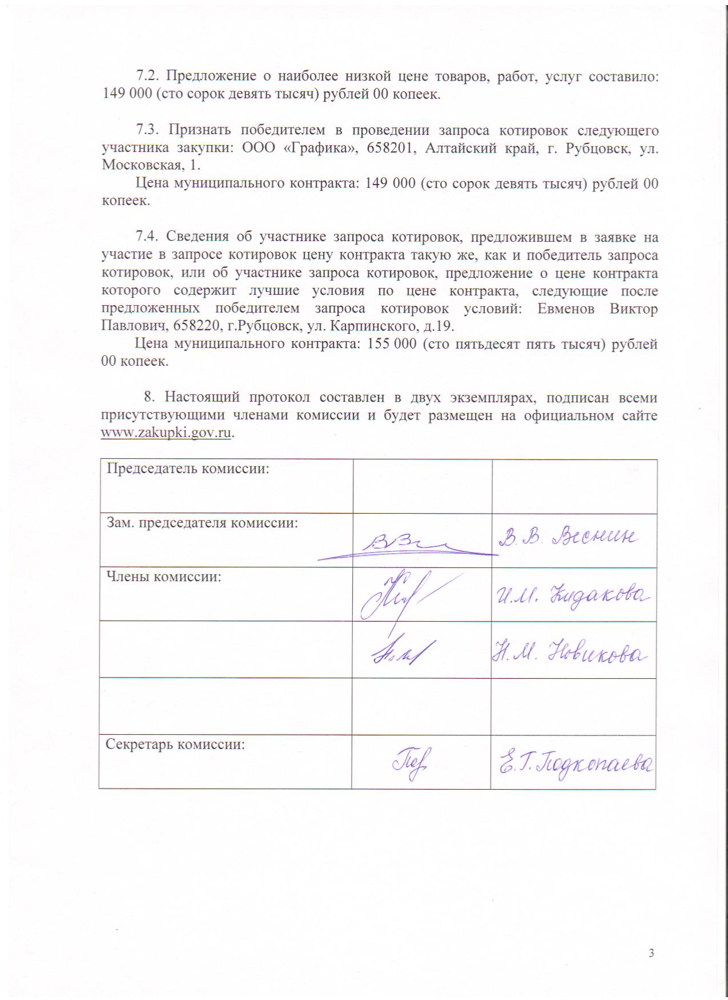 7.2. Предложение о наиболее низкой цене товаров, работ, услуг составило:
149 000 (сто сорок девять тысяч) рублей 00 копеек.
7.3. Признать победителем в проведении запроса котировок следующего
участника закупки: ООО «Графика», 658201, Алтайский край, г. Рубцовск, ул.
Московская, 1.
Цена муниципального контракта: 149 000 (сто сорок девять тысяч) рублей 00
копеек.
7.4. Сведения об участнике запроса котировок, предложившем в заявке на
участие в запросе котировок цену контракта такую же, как и победитель запроса
котировок, или об участнике запроса котировок, предложение о цене контракта
которого содержит лучшие условия по цене контракта, следующие после
предложенных победителем запроса котировок условий: Евменов Виктор
Павлович, 658220, г.Рубцовск, ул. Карпинского, д.19.
Цена муниципального контракта: 155 000 (сто пятьдесят пять тысяч) рублей
00 копеек.
8. Настоящий протокол составлен в двух экземплярах, подписан всеми
присутствующими членами комиссии и будет размещен на официальном сайте
www.zakupki.gov.ru.
Председатель комиссии:
Зам. председателя комиссии: В. В. Веснин
Члены комиссии: И.М. Кидакова
Н.М. Новикова
Секретарь комиссии: Е.Г. Подкопаева
3